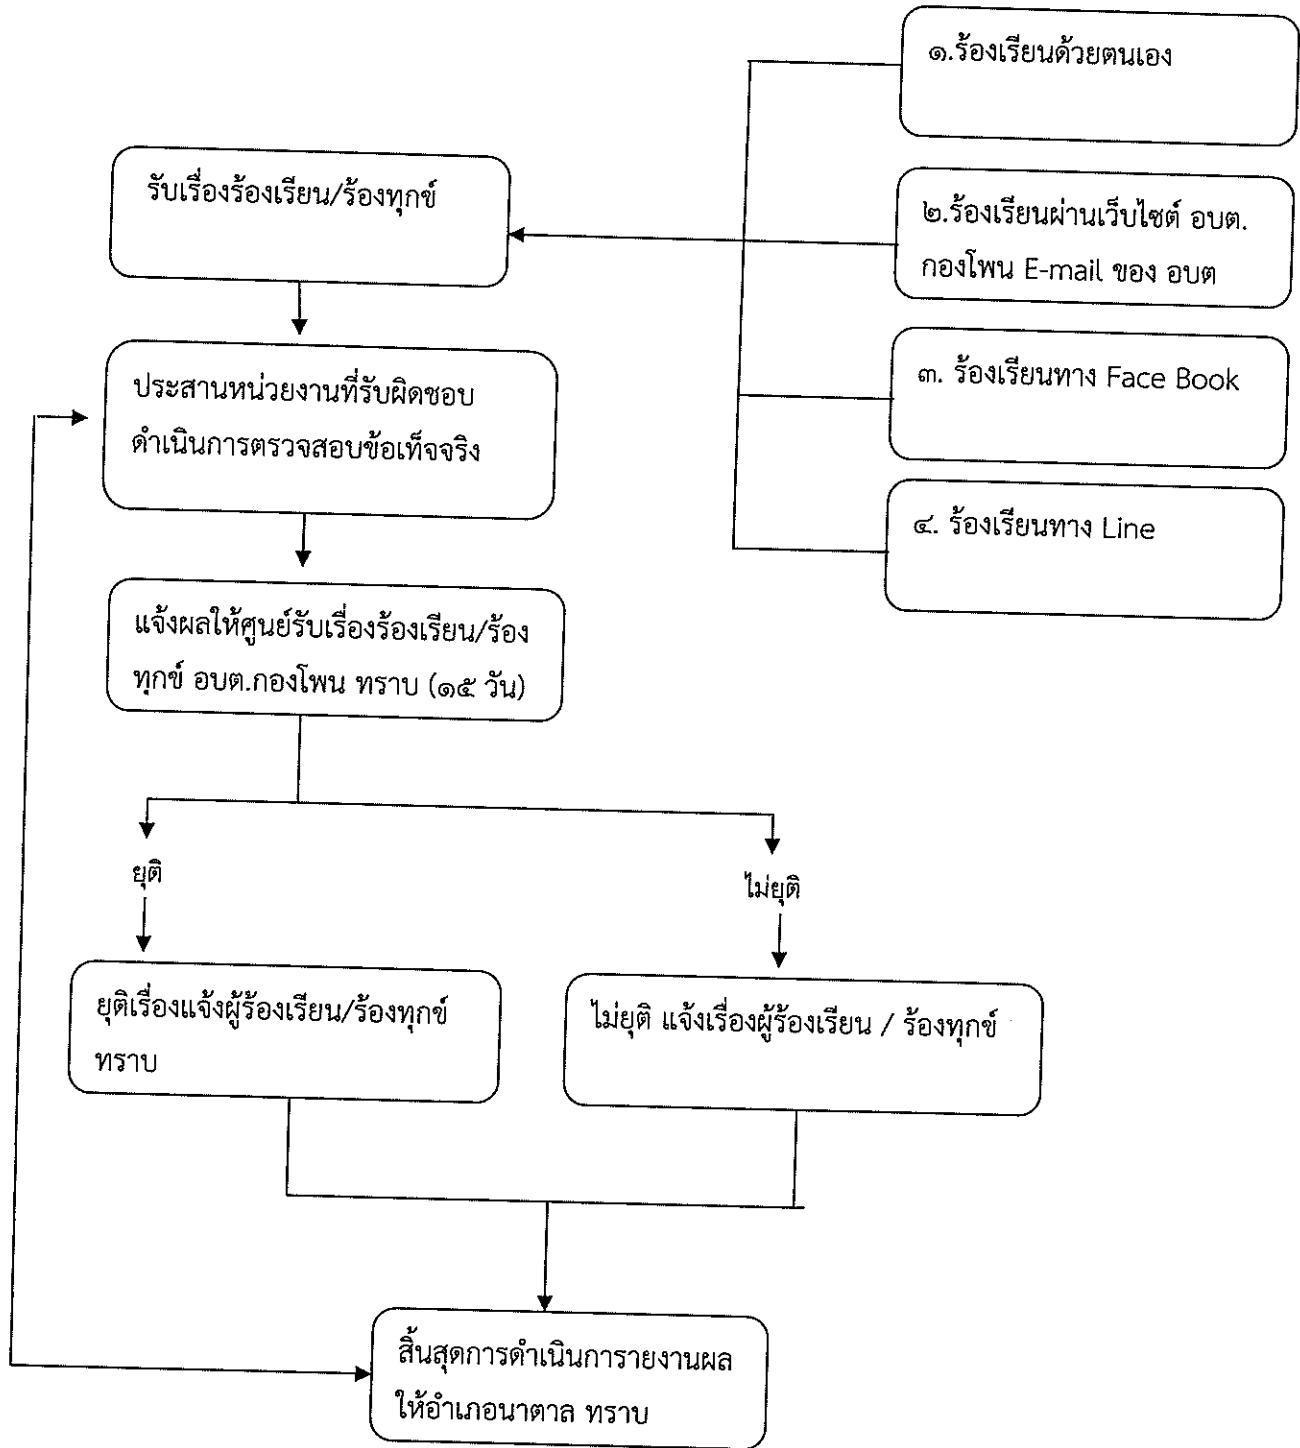 ๑.ร้องเรียนด้วยตนเอง
รับเรื่องร้องเรียน/ร้องทุกข์
๒.ร้องเรียนผ่านเว็บไซต์ อบต.
กองโพน E-mail ของ อบต
๓. ร้องเรียนทาง Face Book
ประสานหน่วยงานที่รับผิดชอบ
ดำเนินการตรวจสอบข้อเท็จจริง
๔. ร้องเรียนทาง Line
แจ้งผลให้ศูนย์รับเรื่องร้องเรียน/ร้อง
ทุกข์ อบต.กองโพน ทราบ (๑๕ วัน)
ยุติ
ไม่ยุติ
ยุติเรื่องแจ้งผู้ร้องเรียน/ร้องทุกข์
ทราบ
ไม่ยุติ แจ้งเรื่องผู้ร้องเรียน / ร้องทุกข์
สิ้นสุดการดำเนินการายงานผล
ให้อำเภอนาตาล ทราบ